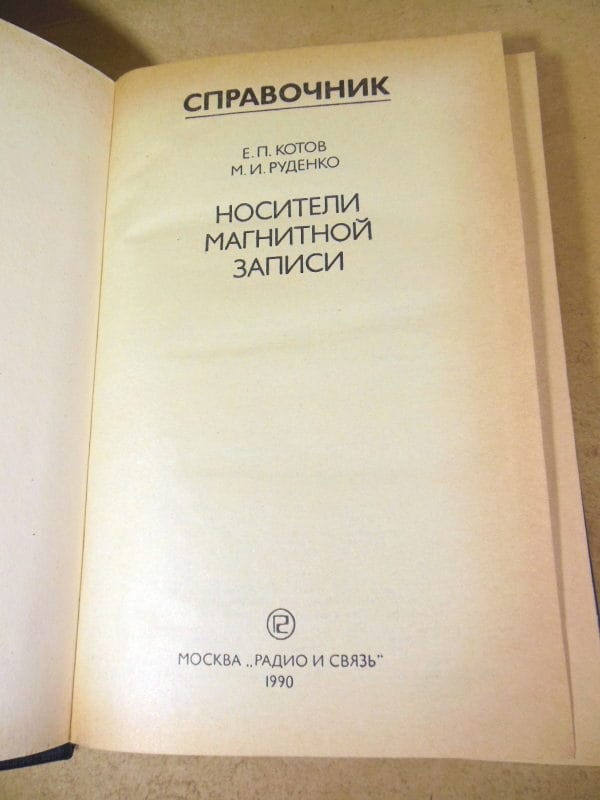 СПРАВОЧНИК
Е. П. КОТОВ
М. И. РУДЕНКО
НОСИТЕЛИ
МАГНИТНОЙ
ЗАПИСИ
МОСКВА „РАДИО И СВЯЗЬ"
1990